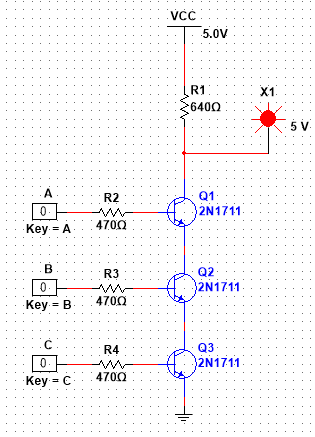 VCC
5.0V
R1
640Ω
X1
5 V
A
0
Key = A
R2
470Ω
Q1
2N1711
B
0
Key = B
R3
470Ω
Q2
2N1711
C
0
Key = C
R4
470Ω
Q3
2N1711